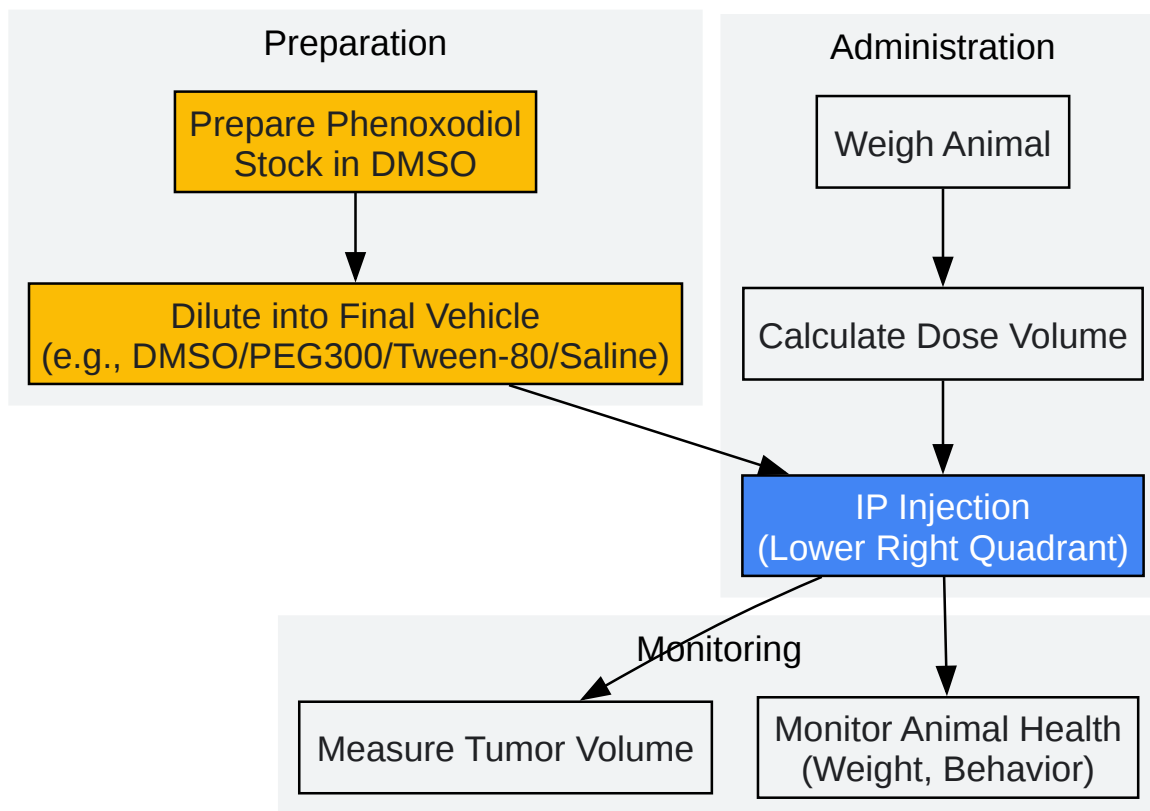 Preparation
Prepare Phenoxodiol
Stock in DMSO
Dilute into Final Vehicle
(e.g., DMSO/PEG300/Tween-80/Saline)
Administration
Weigh Animal
Calculate Dose Volume
IP Injection
(Lower Right Quadrant)
Monitoring
Measure Tumor Volume
Monitor Animal Health
(Weight, Behavior)